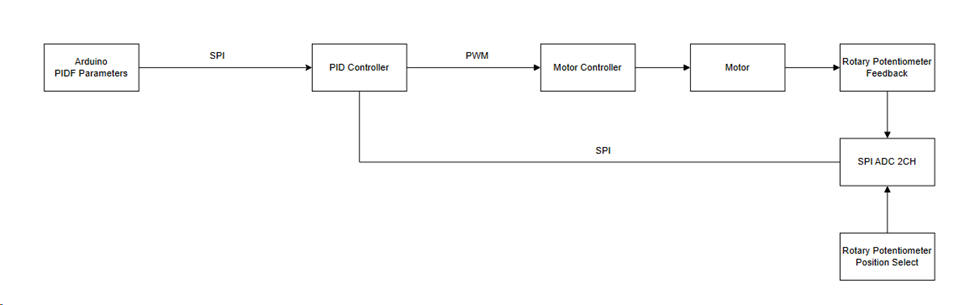 Arduino
PIDF Parameters
SPI
PID Controller
PWM
Motor Controller
Motor
Rotary Potentiometer
Feedback
SPI
SPI ADC 2CH
Rotary Potentiometer
Position Select